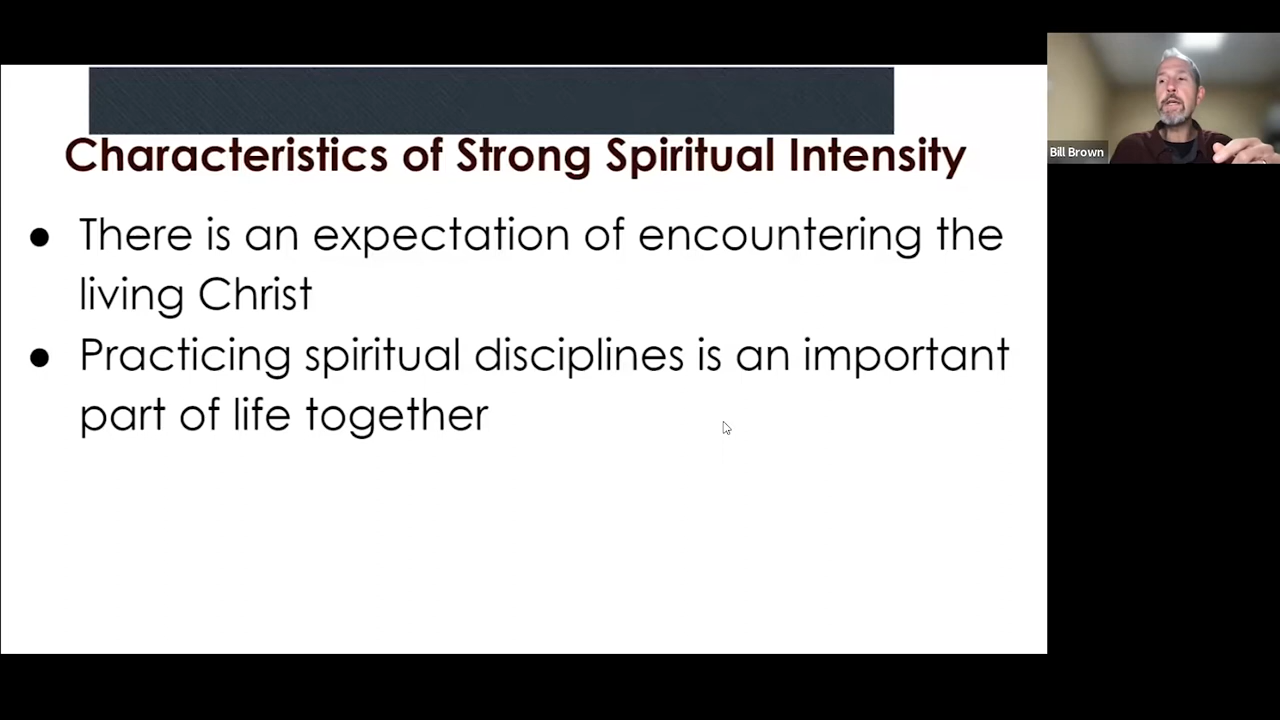 Characteristics of Strong Spiritual Intensity
● There is an expectation of encountering the
living Christ
● Practicing spiritual disciplines is an important
part of life together
Bill Brown